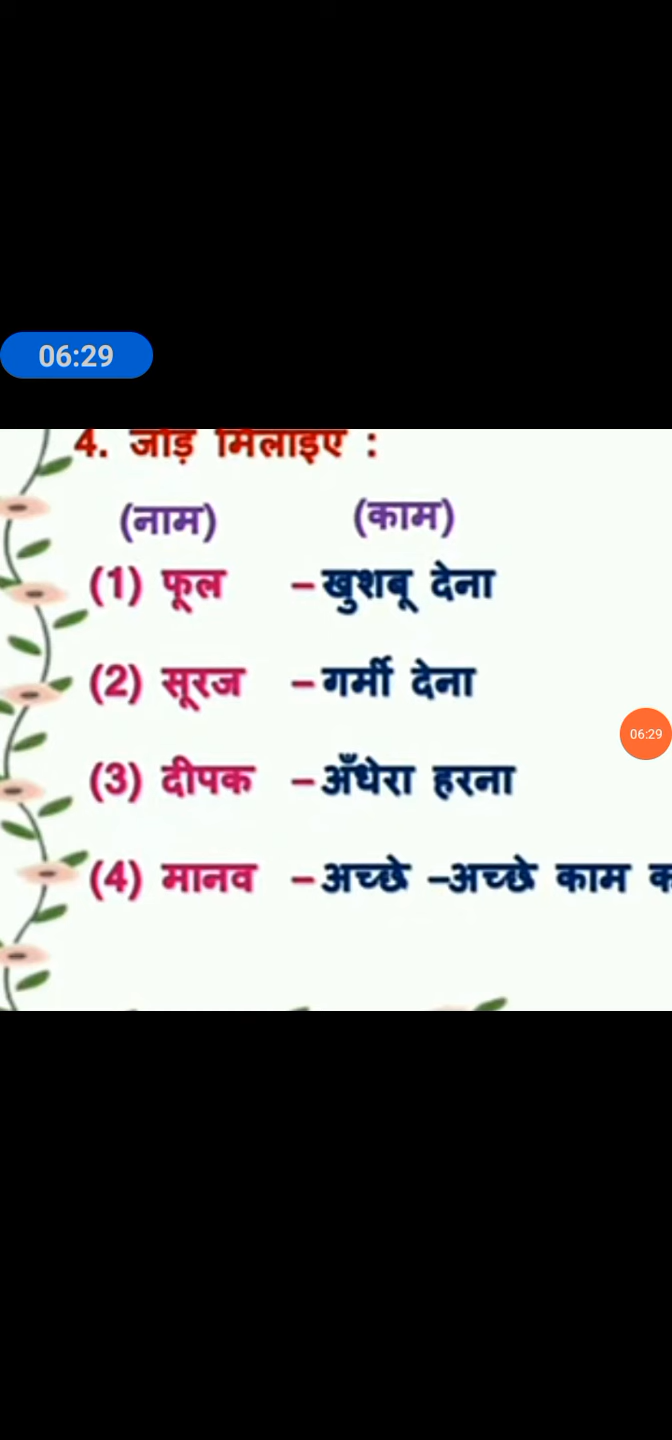 06:29
4. जोड़ मिलाइए :
(नाम) (काम)
(1) फूल – खुशबू देना
(2) सूरज – गर्मी देना
06:29
(3) दीपक – अँधेरा हरना
(4) मानव – अच्छे –अच्छे काम